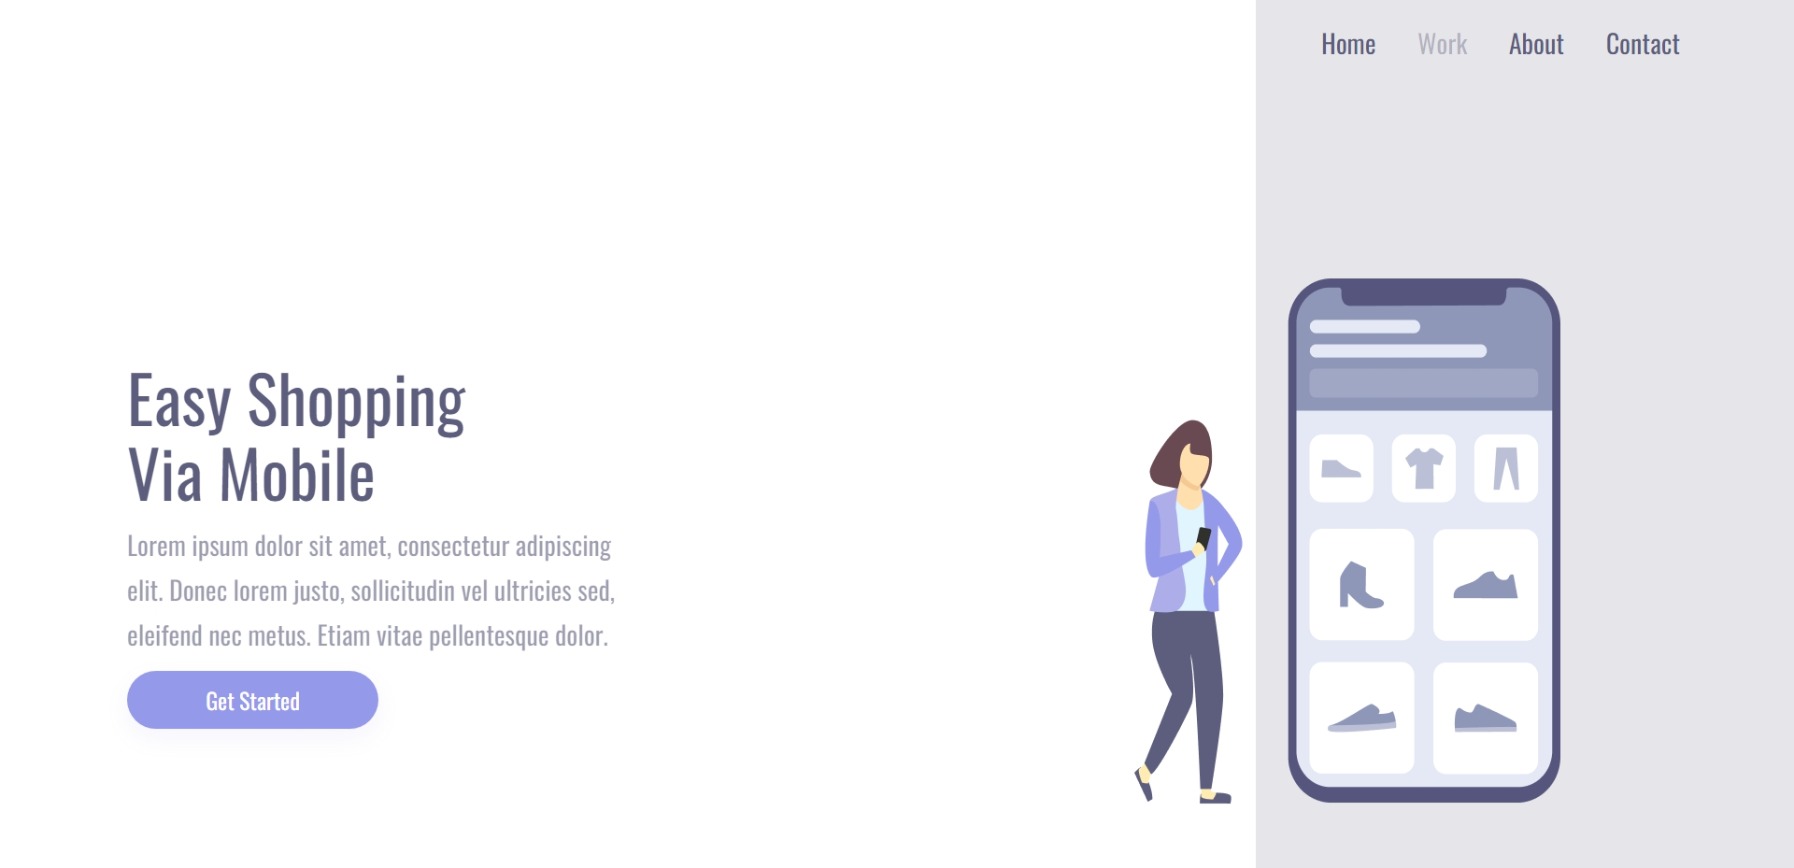 Home Work About Contact
Easy Shopping
Via Mobile
Lorem ipsum dolor sit amet, consectetur adipiscing
elit. Donec lorem justo, sollicitudin vel ultricies sed,
eleifend nec metus. Etiam vitae pellentesque dolor.
Get Started